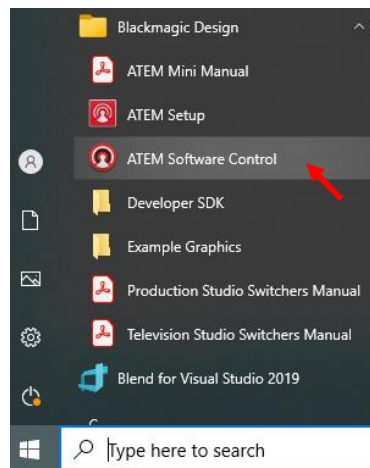 Blackmagic Design
ATEM Mini Manual
ATEM Setup
ATEM Software Control
Developer SDK
Example Graphics
Production Studio Switchers Manual
Television Studio Switchers Manual
Blend for Visual Studio 2019
Type here to search